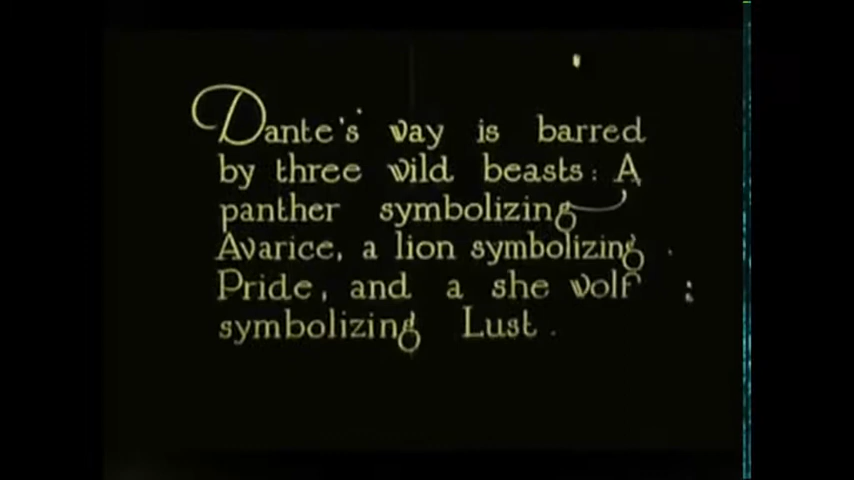 Dante's way is barred
by three wild beasts: A
panther symbolizing
Avarice, a lion symbolizing
Pride, and a she wolf
symbolizing Lust.